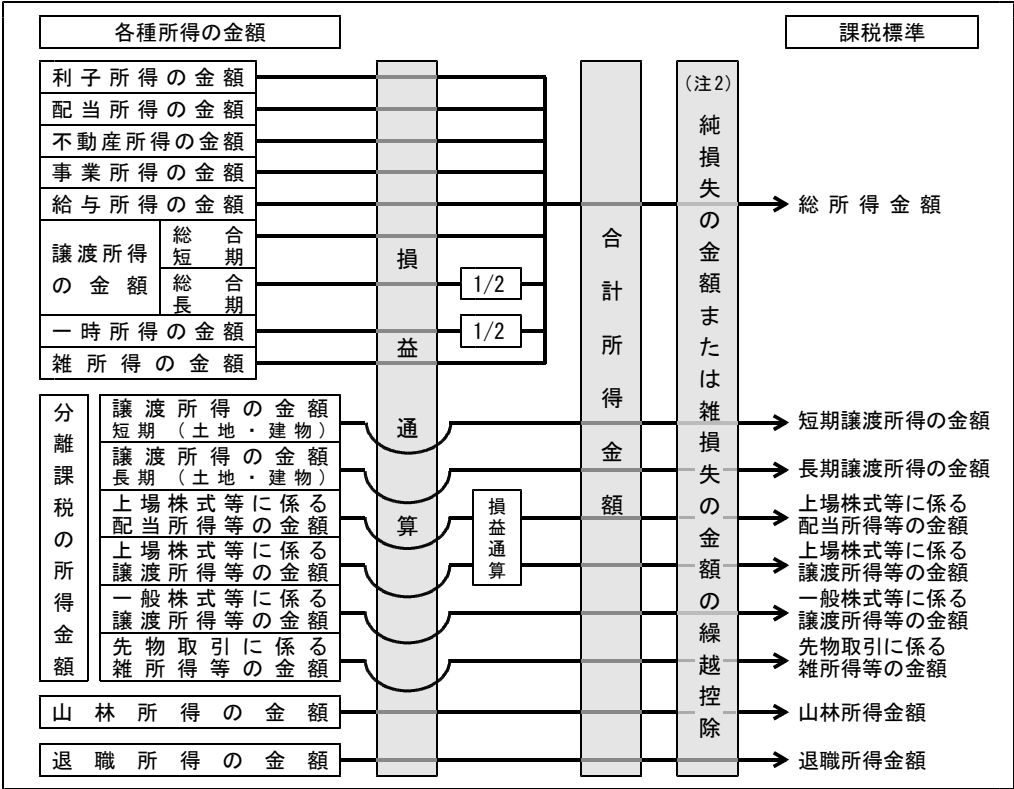 各種所得の金額
課税標準
利子所得の金額
配当所得の金額
不動産所得の金額
事業所得の金額
給与所得の金額
譲渡所得
の金額
総合
短期
総合
長期
一時所得の金額
雑所得の金額
1/2
1/2
分離課税の所得金額
譲渡所得の金額
短期(土地・建物)
譲渡所得の金額
長期(土地・建物)
上場株式等に係る
配当所得等の金額
上場株式等に係る
譲渡所得等の金額
一般株式等に係る
譲渡所得等の金額
先物取引に係る
雑所得等の金額
山林所得の金額
退職所得の金額
損益通算
損益通算
合計所得金額
(注2)
純損失の金額または雑損失の金額の繰越控除
総所得金額
短期譲渡所得の金額
長期譲渡所得の金額
上場株式等に係る
配当所得等の金額
上場株式等に係る
譲渡所得等の金額
一般株式等に係る
譲渡所得等の金額
先物取引に係る
雑所得等の金額
山林所得金額
退職所得金額